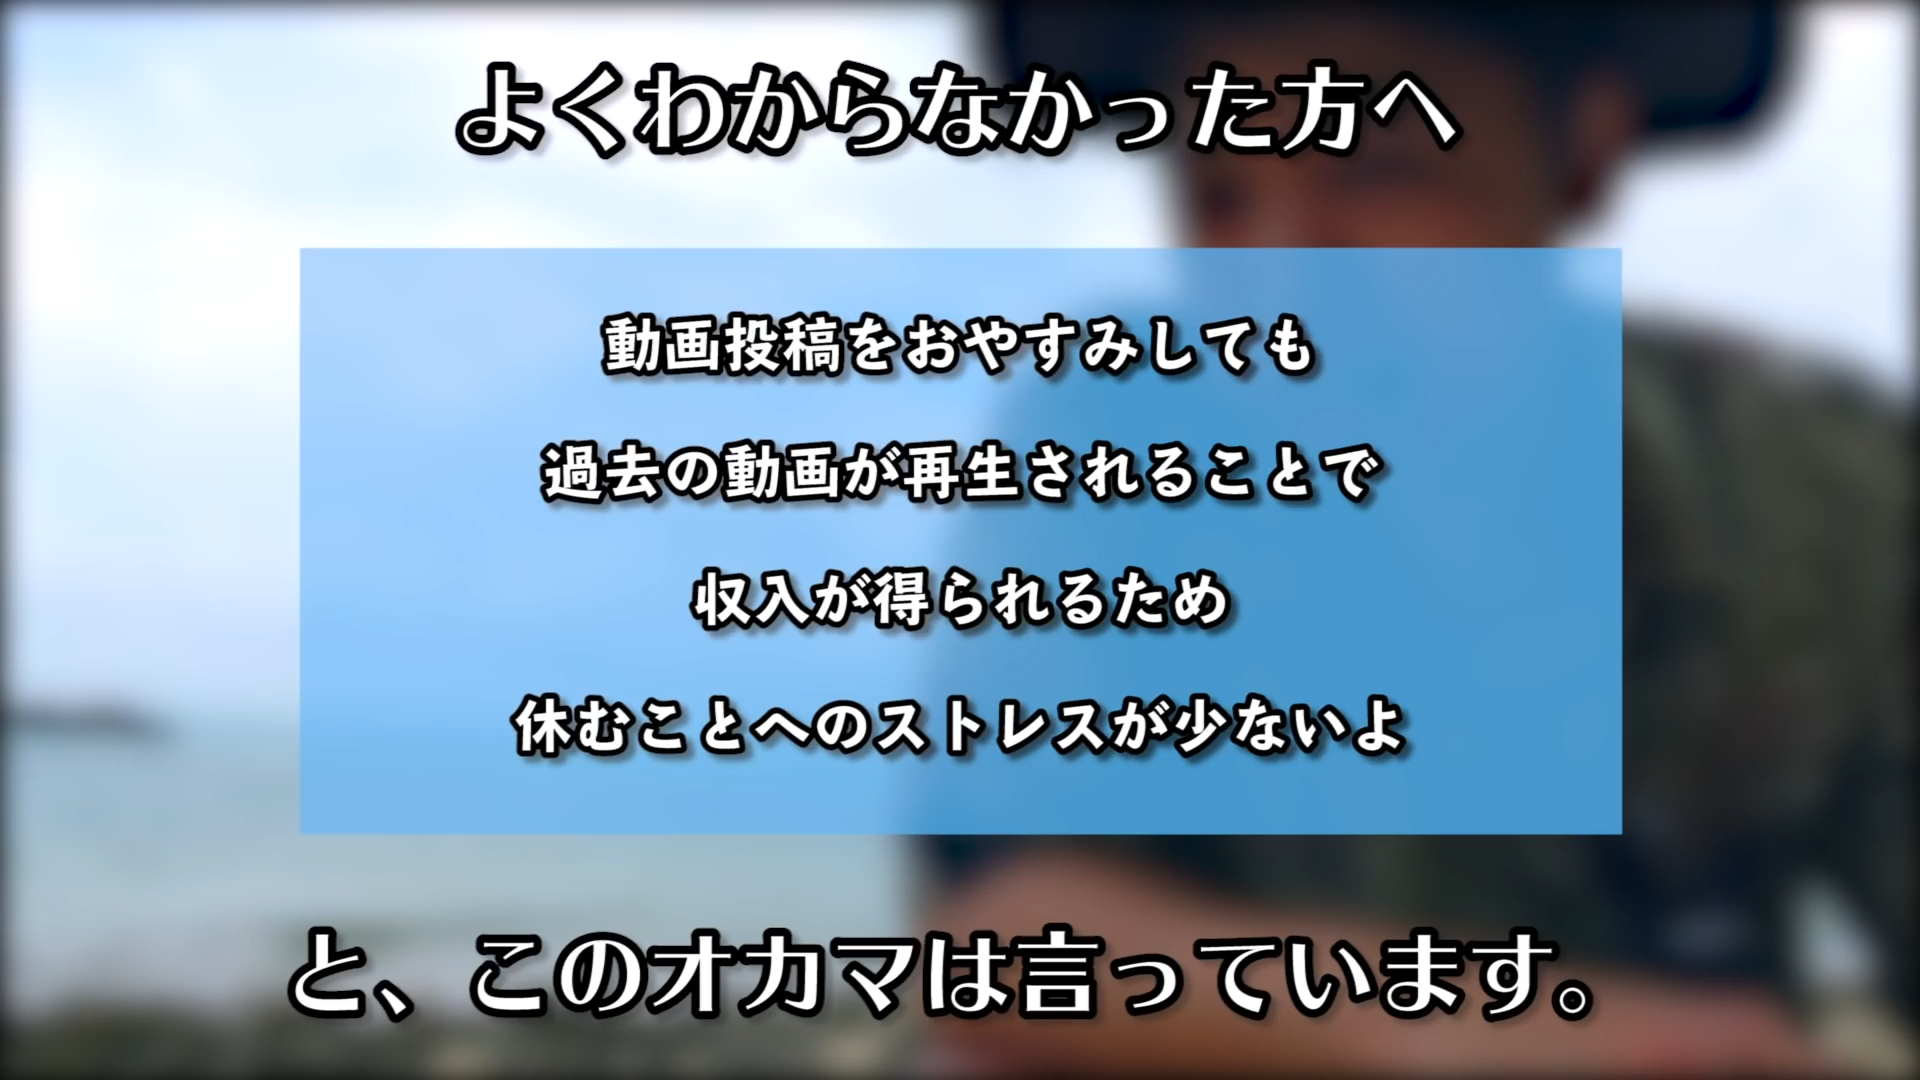 よくわからなかった方へ
動画投稿をおやすみしても
過去の動画が再生されることで
収入が得られるため
休むことへのストレスが少ないよ
と、このオカマは言っています。